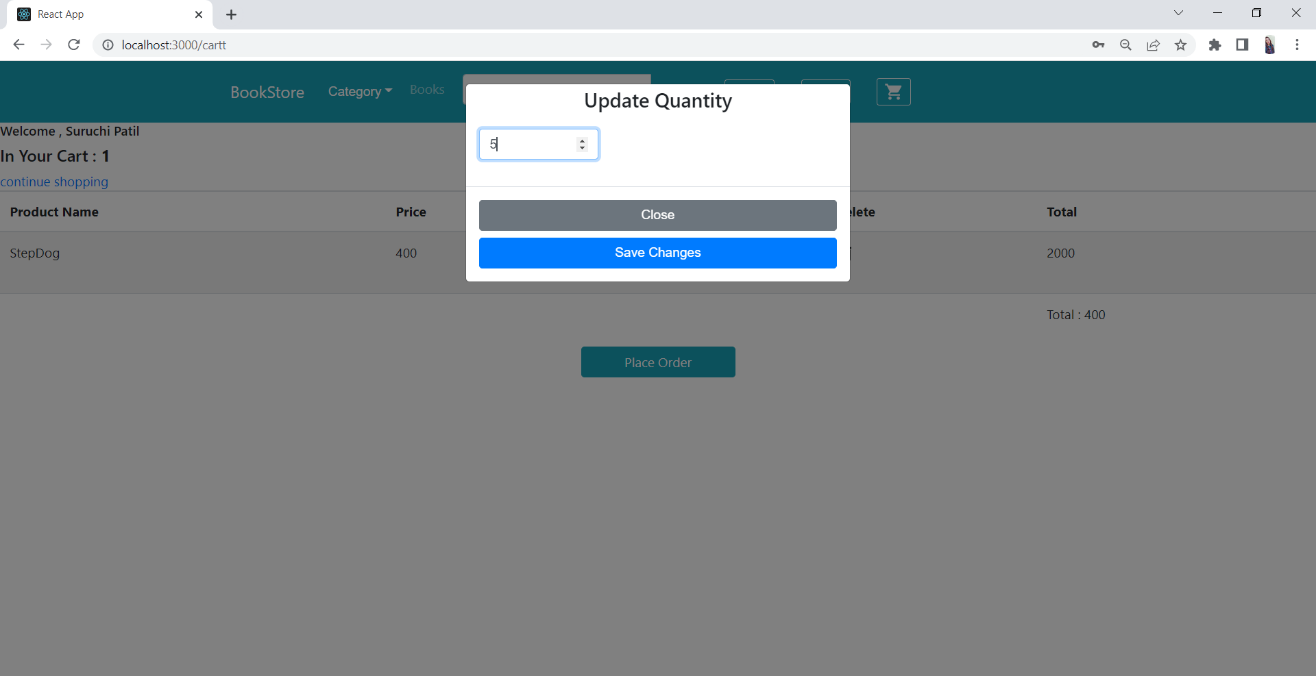 React App
localhost:3000/cartt
BookStore Category Books
Update Quantity
Welcome , Suruchi Patil
5
In Your Cart : 1
continue shopping
Product Name Price Total
Close
StepDog 400 2000
Save Changes
Total : 400
Place Order